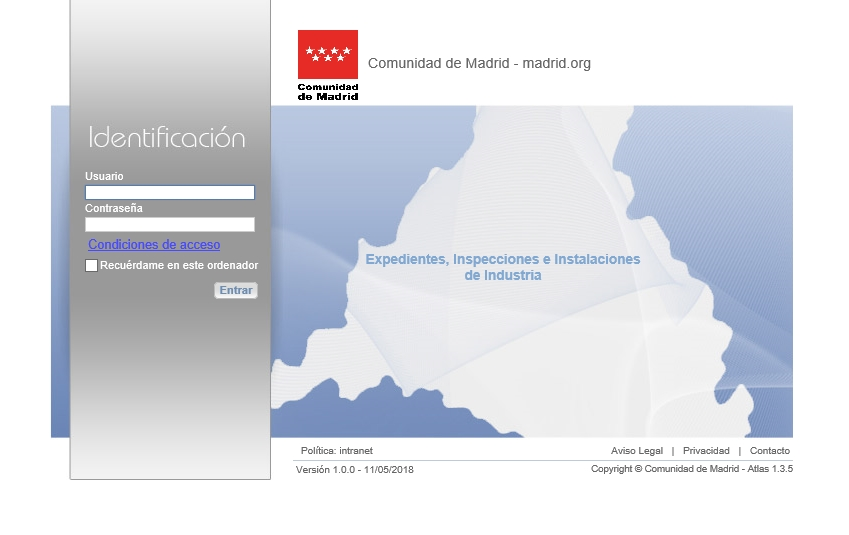 Comunidad
de Madrid
Comunidad de Madrid - madrid.org
Identificación
Usuario
Contraseña
Condiciones de acceso
Recuérdame en este ordenador
Entrar
Expedientes, Inspecciones e Instalaciones
de Industria
Política: intranet
Aviso Legal | Privacidad | Contacto
Versión 1.0.0 - 11/05/2018
Copyright © Comunidad de Madrid - Atlas 1.3.5